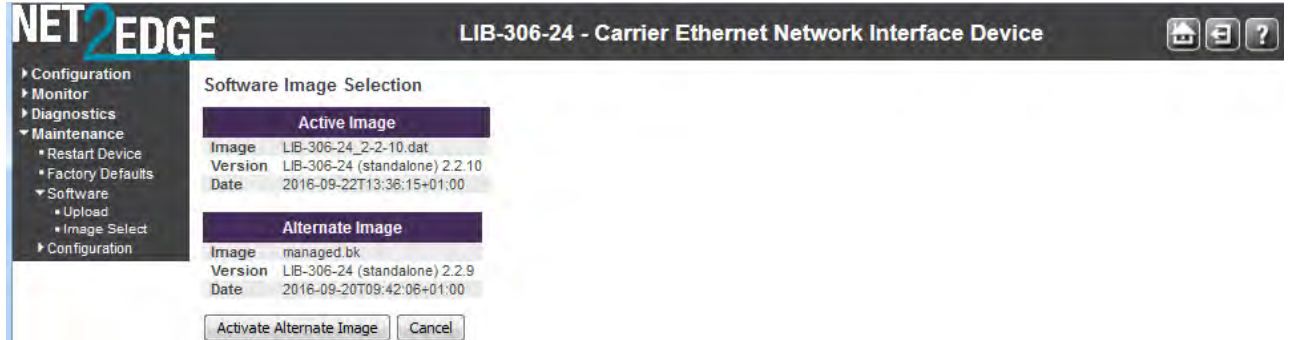 NET2EDGE
LIB-306-24 - Carrier Ethernet Network Interface Device
?
Configuration
Monitor
Diagnostics
Maintenance
Restart Device
Factory Defaults
Software
Upload
Image Select
Configuration
Software Image Selection
Active Image
Image LIB-306-24_2-2-10.dat
Version LIB-306-24 (standalone) 2.2.10
Date 2016-09-22T13:36:15+01:00
Alternate Image
Image managed.bk
Version LIB-306-24 (standalone) 2.2.9
Date 2016-09-20T09:42:06+01:00
Activate Alternate Image Cancel